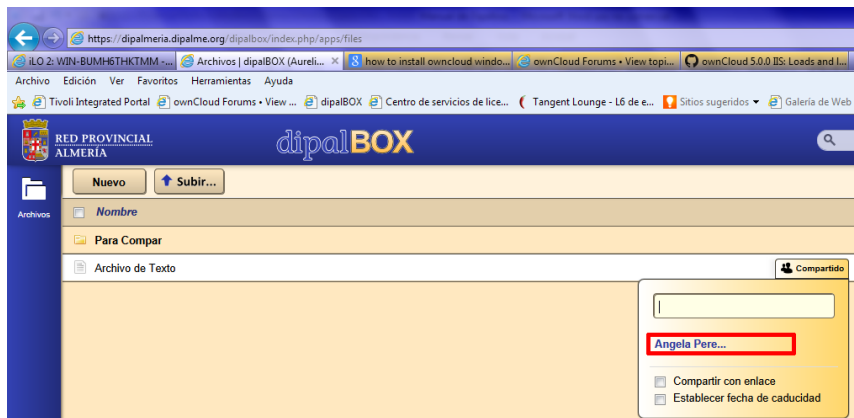 https://dipalmeria.dipalme.org/dipalbox/index.php/apps/files
iLO 2: WIN-BUMH6THKTMM -... Archivos | dipalBOX (Aureli... × how to install owncloud windo... ownCloud Forums • View topi... ownCloud 5.0.0 IIS: Loads and l...
Archivo Edición Ver Favoritos Herramientas Ayuda
Tivoli Integrated Portal ownCloud Forums • View ... dipalBOX Centro de servicios de lice... Tangent Lounge - L6 de e... Sitios sugeridos Galería de Web
RED PROVINCIAL
ALMERÍA
dipalBOX
Nuevo Subir...
Archivos
Nombre
Para Compar
Archivo de Texto Compartido
Angela Pere...
Compartir con enlace
Establecer fecha de caducidad